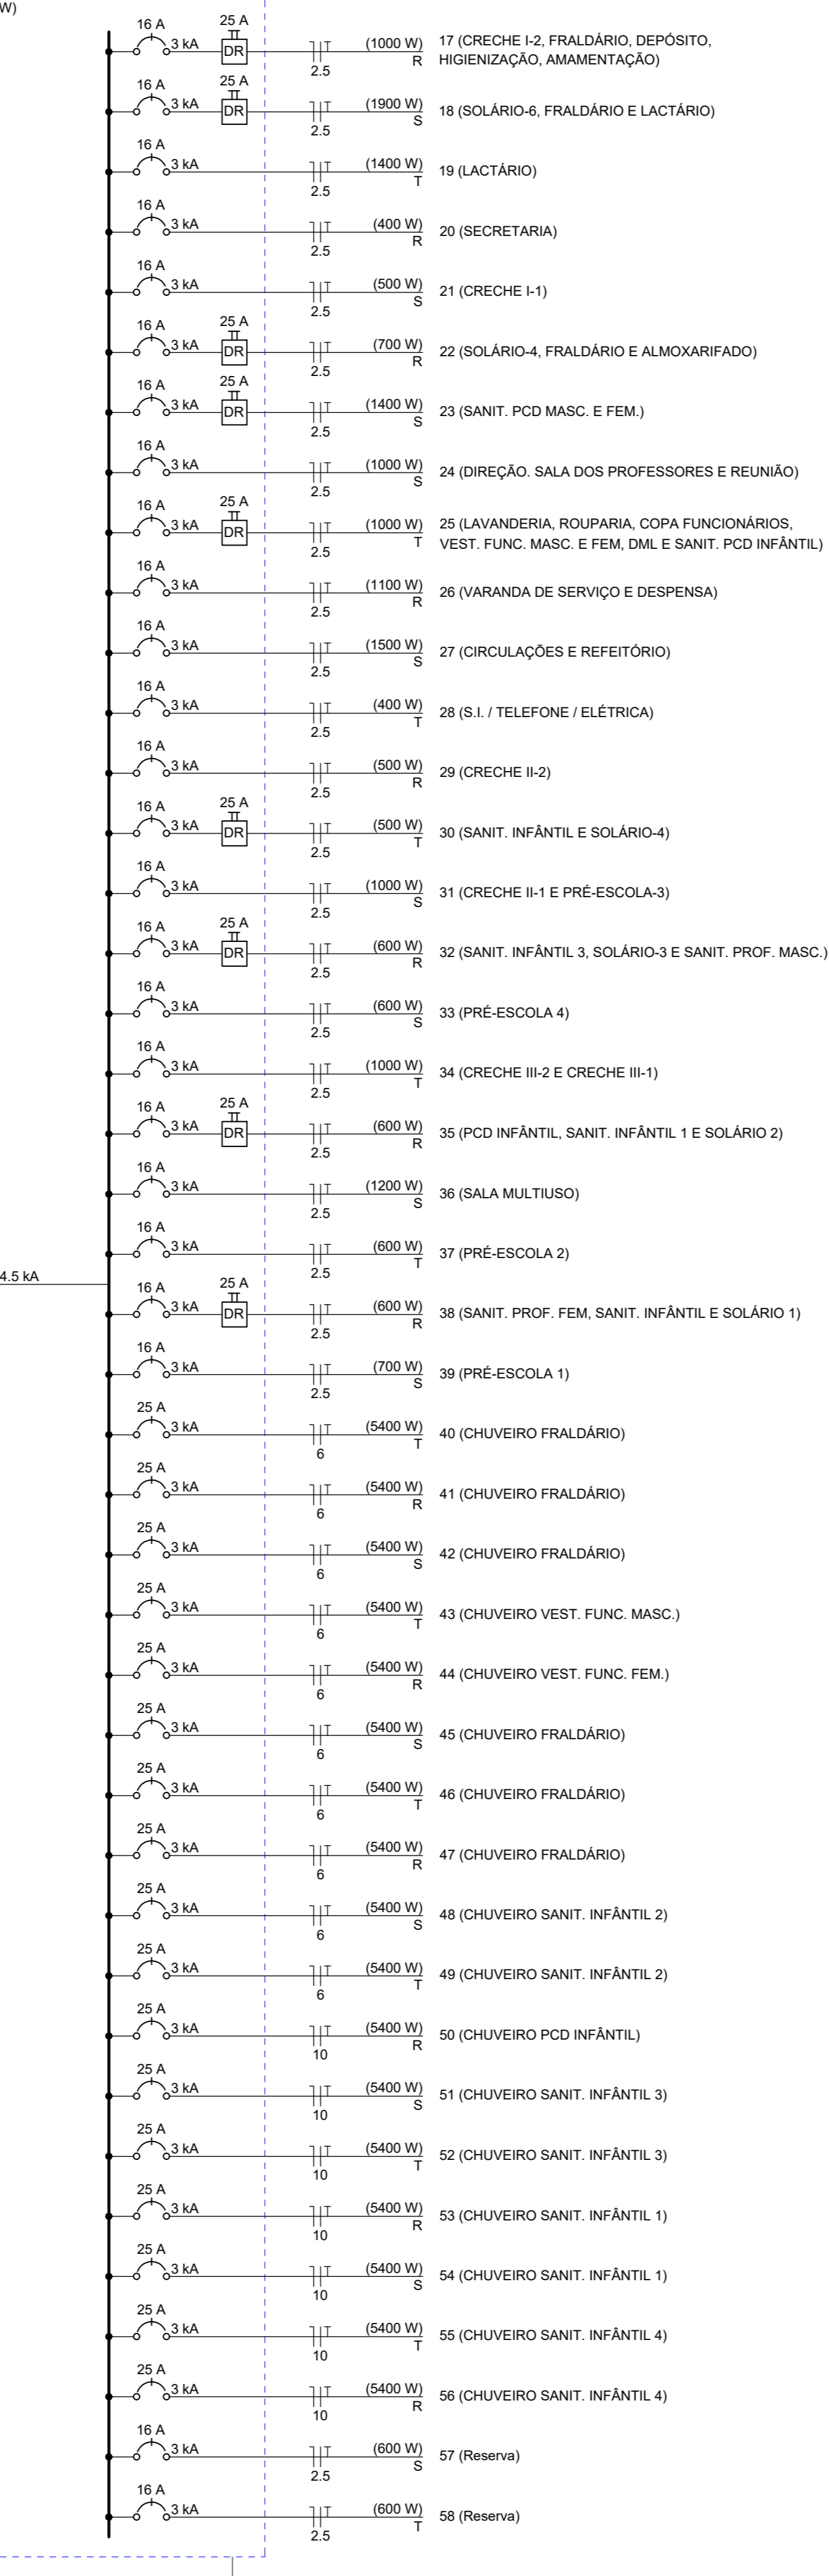 W)
16 A 3 kA 25 A DR 2.5 (1000 W) R 17 (CRECHE I-2, FRALDÁRIO, DEPÓSITO,
HIGIENIZAÇÃO, AMAMENTAÇÃO)
16 A 3 kA 25 A DR 2.5 (1900 W) S 18 (SOLÁRIO-6, FRALDÁRIO E LACTÁRIO)
16 A 3 kA 2.5 (1400 W) T 19 (LACTÁRIO)
16 A 3 kA 2.5 (400 W) R 20 (SECRETARIA)
16 A 3 kA 2.5 (500 W) S 21 (CRECHE I-1)
16 A 3 kA 25 A DR 2.5 (700 W) R 22 (SOLÁRIO-4, FRALDÁRIO E ALMOXARIFADO)
16 A 3 kA 25 A DR 2.5 (1400 W) S 23 (SANIT. PCD MASC. E FEM.)
16 A 3 kA 2.5 (1000 W) S 24 (DIREÇÃO. SALA DOS PROFESSORES E REUNIÃO)
16 A 3 kA 25 A DR 2.5 (1000 W) T 25 (LAVANDERIA, ROUPARIA, COPA FUNCIONÁRIOS,
VEST. FUNC. MASC. E FEM, DML E SANIT. PCD INFÂNTIL)
16 A 3 kA 2.5 (1100 W) R 26 (VARANDA DE SERVIÇO E DESPENSA)
16 A 3 kA 2.5 (1500 W) S 27 (CIRCULAÇÕES E REFEITÓRIO)
16 A 3 kA 2.5 (400 W) T 28 (S.I. / TELEFONE / ELÉTRICA)
16 A 3 kA 2.5 (500 W) R 29 (CRECHE II-2)
16 A 3 kA 25 A DR 2.5 (500 W) T 30 (SANIT. INFÂNTIL E SOLÁRIO-4)
16 A 3 kA 2.5 (1000 W) S 31 (CRECHE II-1 E PRÉ-ESCOLA-3)
16 A 3 kA 25 A DR 2.5 (600 W) R 32 (SANIT. INFÂNTIL 3, SOLÁRIO-3 E SANIT. PROF. MASC.)
16 A 3 kA 2.5 (600 W) S 33 (PRÉ-ESCOLA 4)
16 A 3 kA 2.5 (1000 W) T 34 (CRECHE III-2 E CRECHE III-1)
16 A 3 kA 25 A DR 2.5 (600 W) R 35 (PCD INFÂNTIL, SANIT. INFÂNTIL 1 E SOLÁRIO 2)
16 A 3 kA 2.5 (1200 W) S 36 (SALA MULTIUSO)
16 A 3 kA 2.5 (600 W) T 37 (PRÉ-ESCOLA 2)
4.5 kA
16 A 3 kA 25 A DR 2.5 (600 W) R 38 (SANIT. PROF. FEM, SANIT. INFÂNTIL E SOLÁRIO 1)
16 A 3 kA 2.5 (700 W) S 39 (PRÉ-ESCOLA 1)
25 A 3 kA 6 (5400 W) T 40 (CHUVEIRO FRALDÁRIO)
25 A 3 kA 6 (5400 W) R 41 (CHUVEIRO FRALDÁRIO)
25 A 3 kA 6 (5400 W) S 42 (CHUVEIRO FRALDÁRIO)
25 A 3 kA 6 (5400 W) T 43 (CHUVEIRO VEST. FUNC. MASC.)
25 A 3 kA 6 (5400 W) R 44 (CHUVEIRO VEST. FUNC. FEM.)
25 A 3 kA 6 (5400 W) S 45 (CHUVEIRO FRALDÁRIO)
25 A 3 kA 6 (5400 W) T 46 (CHUVEIRO FRALDÁRIO)
25 A 3 kA 6 (5400 W) R 47 (CHUVEIRO FRALDÁRIO)
25 A 3 kA 6 (5400 W) S 48 (CHUVEIRO SANIT. INFÂNTIL 2)
25 A 3 kA 6 (5400 W) T 49 (CHUVEIRO SANIT. INFÂNTIL 2)
25 A 3 kA 10 (5400 W) R 50 (CHUVEIRO PCD INFÂNTIL)
25 A 3 kA 10 (5400 W) S 51 (CHUVEIRO SANIT. INFÂNTIL 3)
25 A 3 kA 10 (5400 W) T 52 (CHUVEIRO SANIT. INFÂNTIL 3)
25 A 3 kA 10 (5400 W) R 53 (CHUVEIRO SANIT. INFÂNTIL 1)
25 A 3 kA 10 (5400 W) S 54 (CHUVEIRO SANIT. INFÂNTIL 1)
25 A 3 kA 10 (5400 W) T 55 (CHUVEIRO SANIT. INFÂNTIL 4)
25 A 3 kA 10 (5400 W) R 56 (CHUVEIRO SANIT. INFÂNTIL 4)
16 A 3 kA 2.5 (600 W) S 57 (Reserva)
16 A 3 kA 2.5 (600 W) T 58 (Reserva)